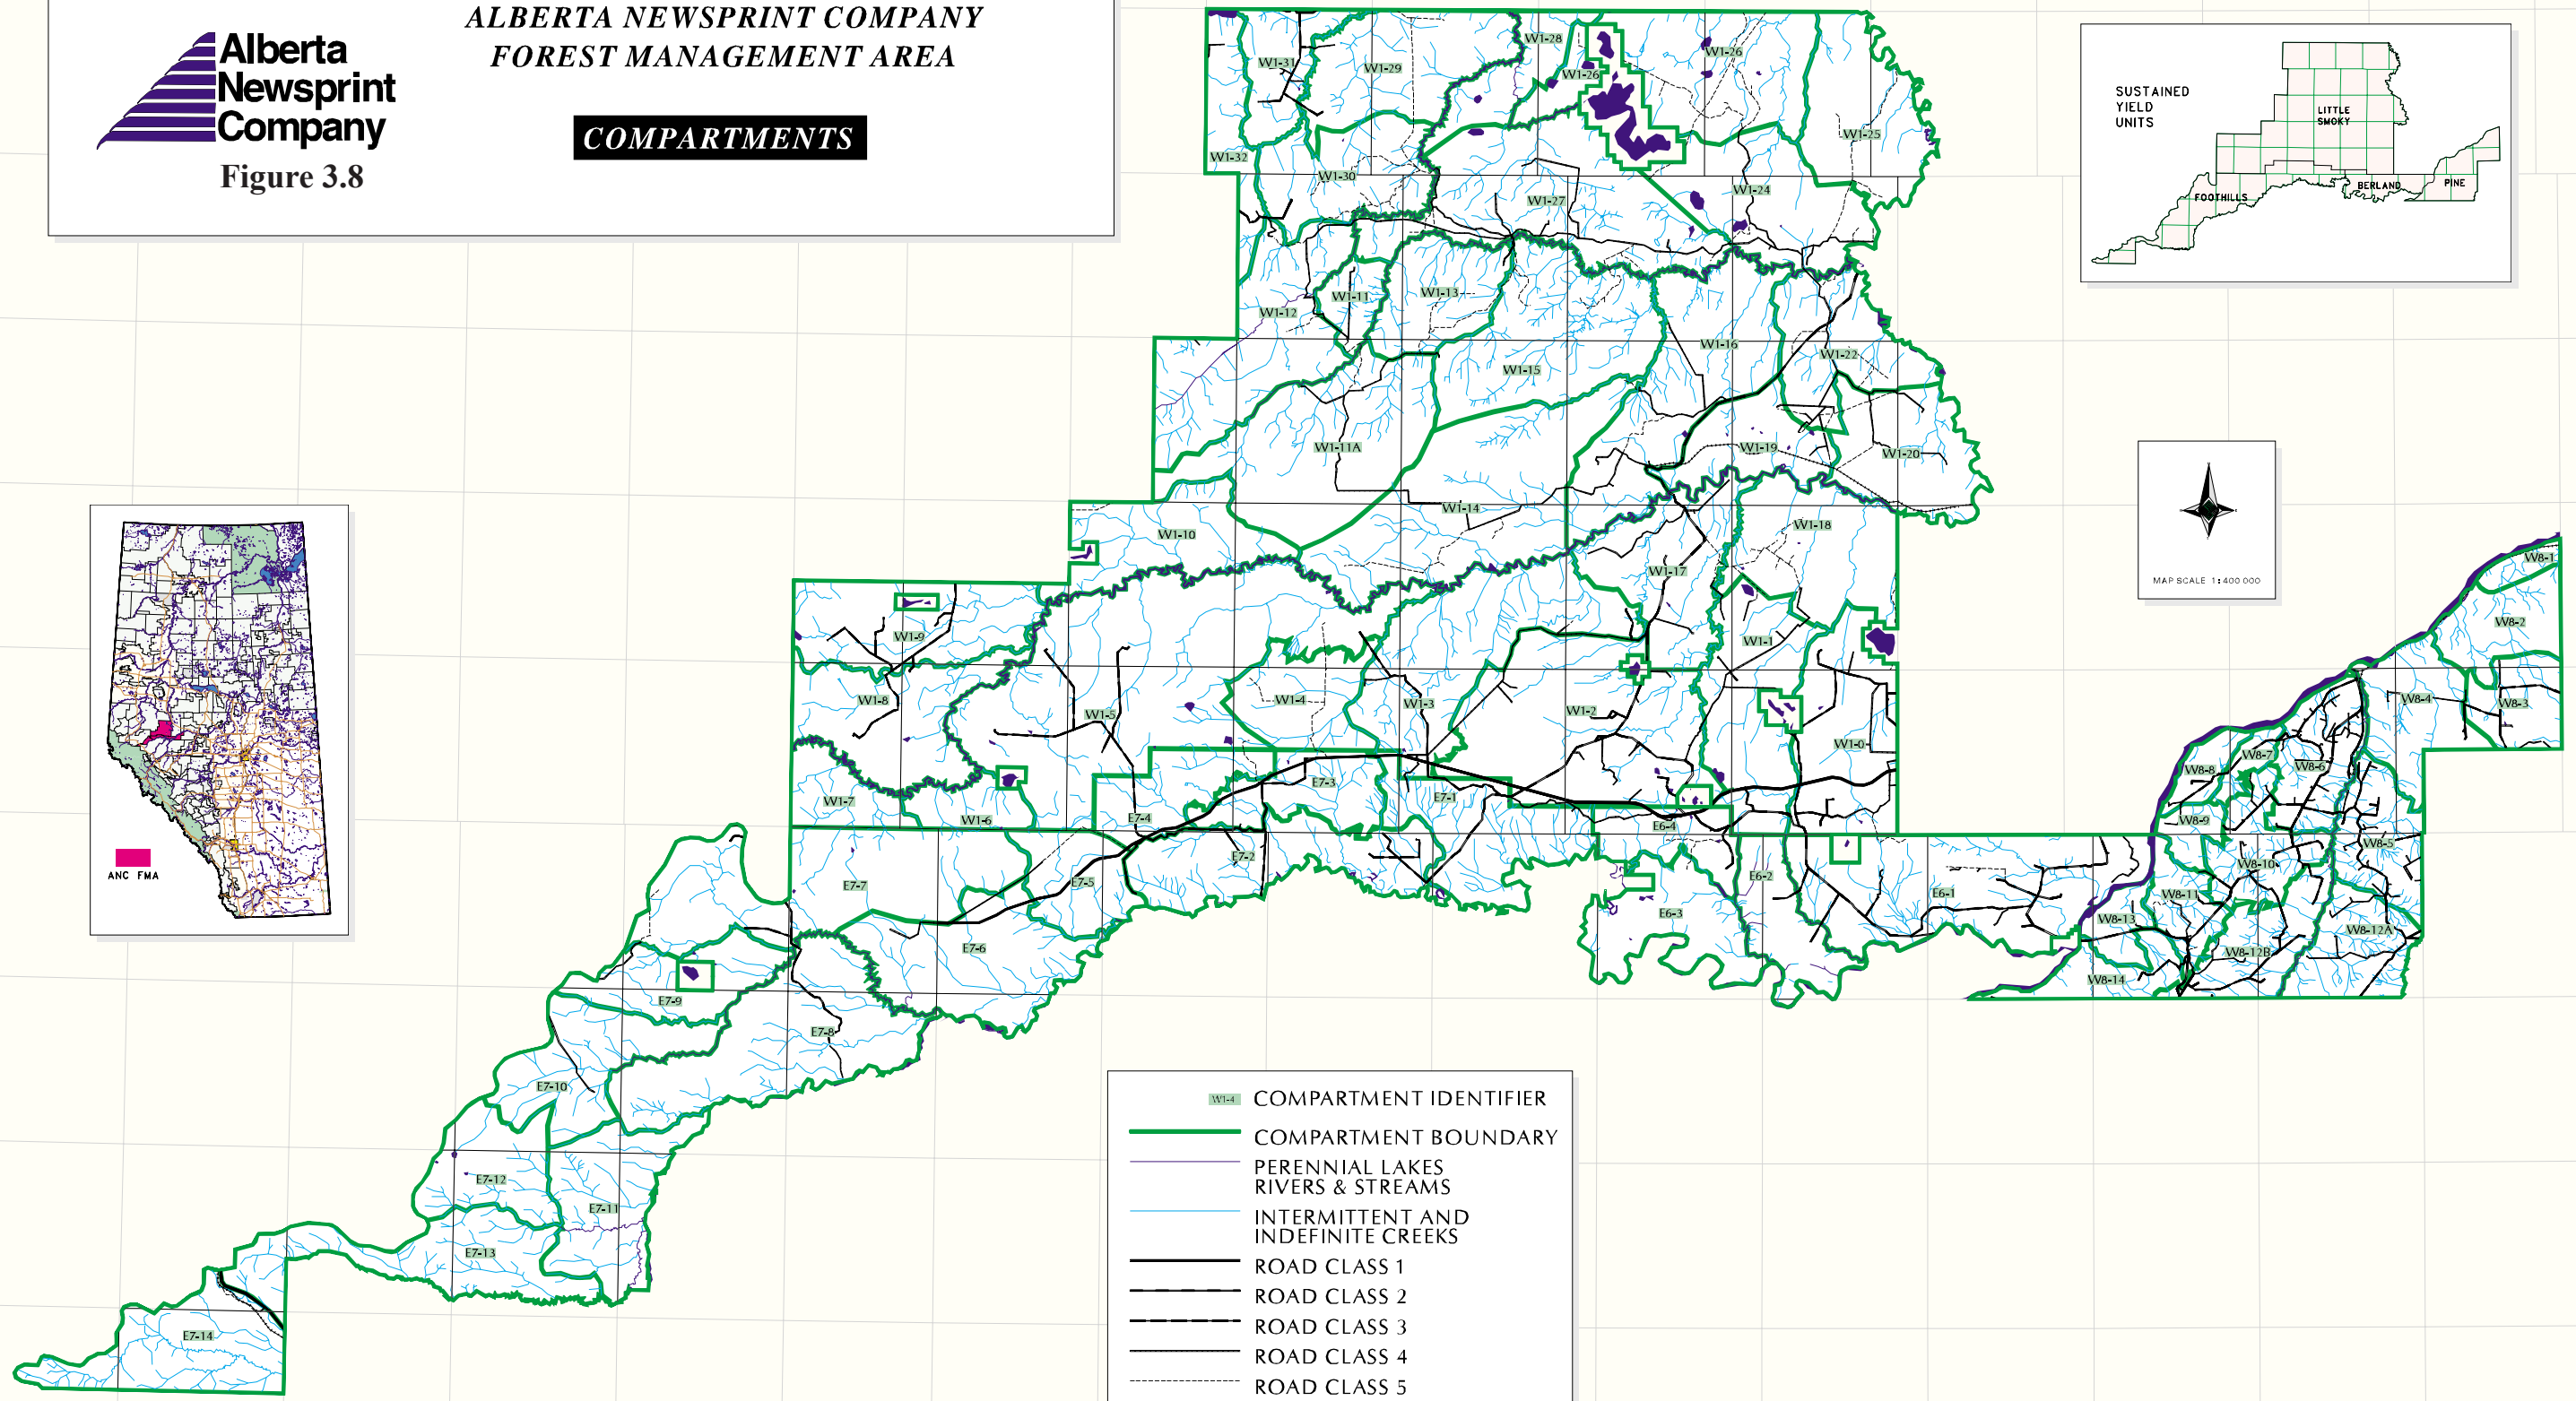 ALBERTA NEWSPRINT COMPANY
FOREST MANAGEMENT AREA
Alberta
Newsprint
Company
COMPARTMENTS
Figure 3.8
SUSTAINED
YIELD
UNITS
LITTLE
SMOKY
BERLAND
PINE
FOOTHILLS
W1-28
W1-26
W1-31
W1-29
W1-26
W1-25
W1-32
W1-30
W1-24
W1-27
W1-11
W1-13
W1-12
W1-16
W1-22
W1-15
W1-11A
W1-19
W1-20
W1-14
W1-18
W1-10
W1-17
W1-9
W1-1
W1-8
W1-4
W1-3
W1-5
W1-2
W1-0
W1-7
W1-6
E7-3
E7-1
E7-4
E6-4
E7-2
E7-5
E7-7
E6-2
E6-1
E6-3
E7-6
E7-9
E7-8
E7-10
E7-12
E7-11
E7-13
E7-14
MAP SCALE 1:400 000
W8-1
W8-2
W8-4
W8-3
W8-7
W8-6
W8-8
W8-9
W8-5
W8-10
W8-11
W8-13
W8-12A
W8-12B
W8-14
ANC FMA
W1-4 COMPARTMENT IDENTIFIER
COMPARTMENT BOUNDARY
PERENNIAL LAKES
RIVERS & STREAMS
INTERMITTENT AND
INDEFINITE CREEKS
ROAD CLASS 1
ROAD CLASS 2
ROAD CLASS 3
ROAD CLASS 4
ROAD CLASS 5